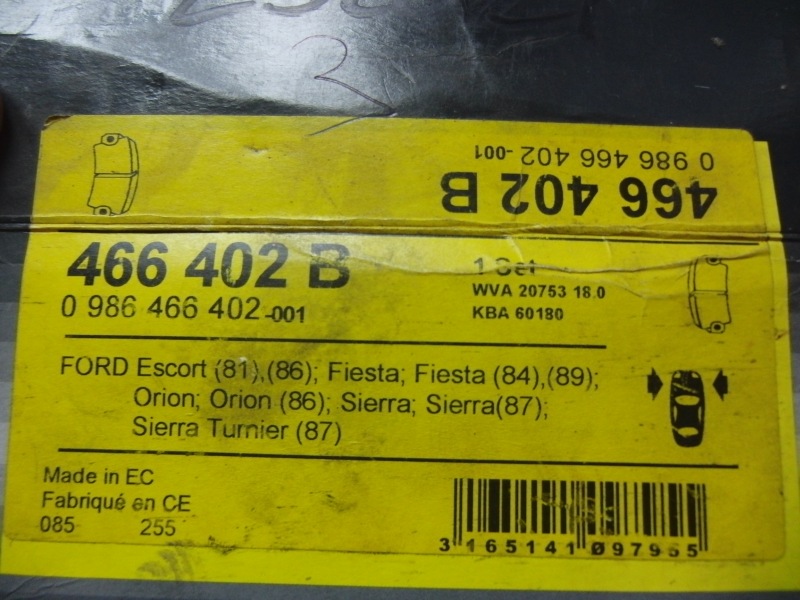 3
0 986 466 402-001
466 402 B
466 402 B
1 Set
0 986 466 402-001
WVA 20753 18.0
KBA 60180
FORD Escort (81),(86); Fiesta; Fiesta (84),(89);
Orion; Orion (86); Sierra; Sierra(87);
Sierra Turnier (87)
Made in EC
Fabriqué en CE
085 255
3 165141 097955